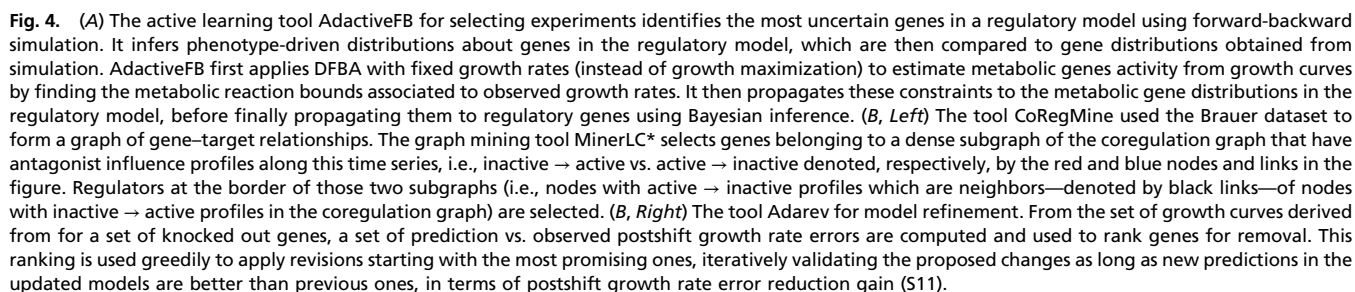 Fig. 4. (A) The active learning tool AdactiveFB for selecting experiments identifies the most uncertain genes in a regulatory model using forward-backward
simulation. It infers phenotype-driven distributions about genes in the regulatory model, which are then compared to gene distributions obtained from
simulation. AdactiveFB first applies DFBA with fixed growth rates (instead of growth maximization) to estimate metabolic genes activity from growth curves
by finding the metabolic reaction bounds associated to observed growth rates. It then propagates these constraints to the metabolic gene distributions in the
regulatory model, before finally propagating them to regulatory genes using Bayesian inference. (B, Left) The tool CoRegMine used the Brauer dataset to
form a graph of gene–target relationships. The graph mining tool MinerLC* selects genes belonging to a dense subgraph of the coregulation graph that have
antagonist influence profiles along this time series, i.e., inactive → active vs. active → inactive denoted, respectively, by the red and blue nodes and links in the
figure. Regulators at the border of those two subgraphs (i.e., nodes with active → inactive profiles which are neighbors—denoted by black links—of nodes
with inactive → active profiles in the coregulation graph) are selected. (B, Right) The tool Adarev for model refinement. From the set of growth curves derived
from for a set of knocked out genes, a set of prediction vs. observed postshift growth rate errors are computed and used to rank genes for removal. This
ranking is used greedily to apply revisions starting with the most promising ones, iteratively validating the proposed changes as long as new predictions in the
updated models are better than previous ones, in terms of postshift growth rate error reduction gain (S11).